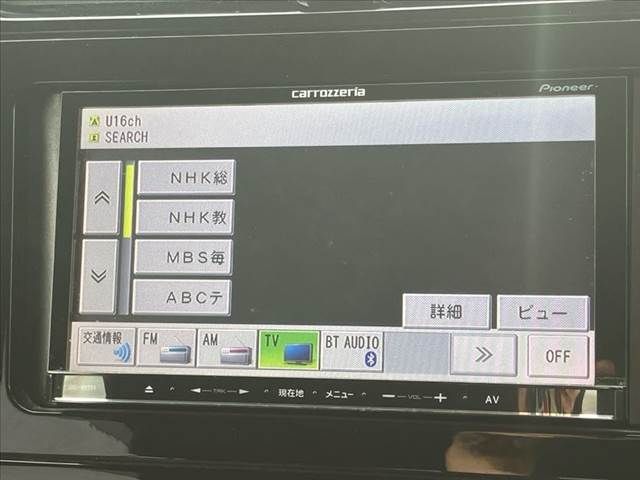 carrozzeria
Pioneer
U16ch
SEARCH
NHK総
NHK教
MBS毎
ABCテ
詳細
ビュー
交通情報
FM
AM
TV
BT AUDIO
OFF
TRK
現在地
メニュー
VOL
AV